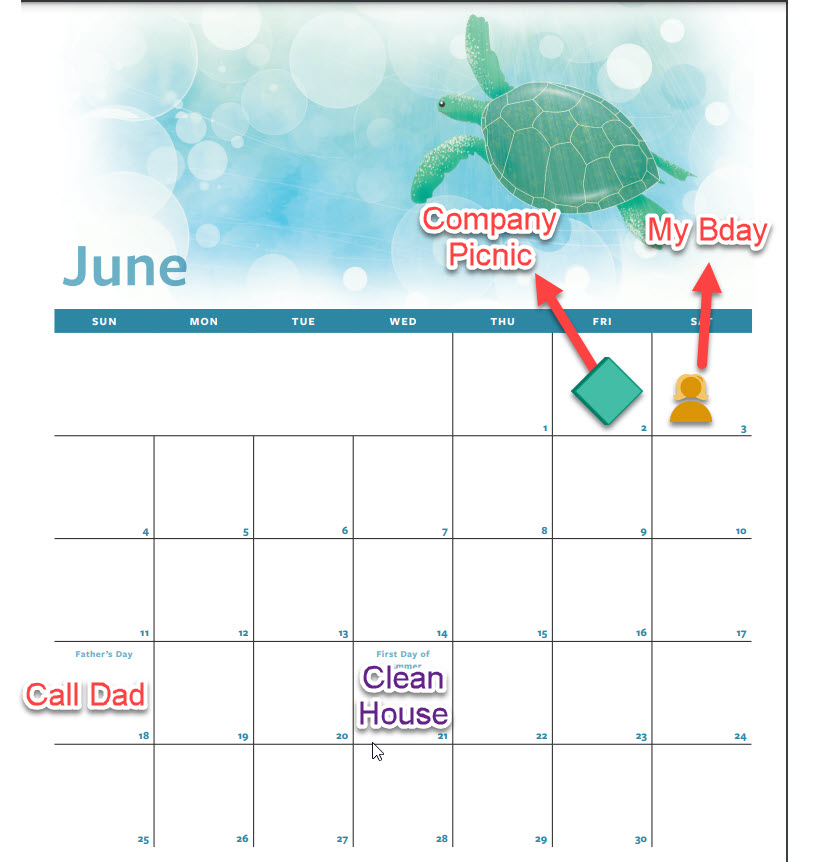 Company
Picnic
My Bday
June
SUN MON TUE WED THU FRI
1 2 3
4 5 6 7 8 9 10
11 12 13 14 15 16 17
Father's Day First Day of
Call Dad Clean
House
18 19 20 21 22 23 24
25 26 27 28 29 30